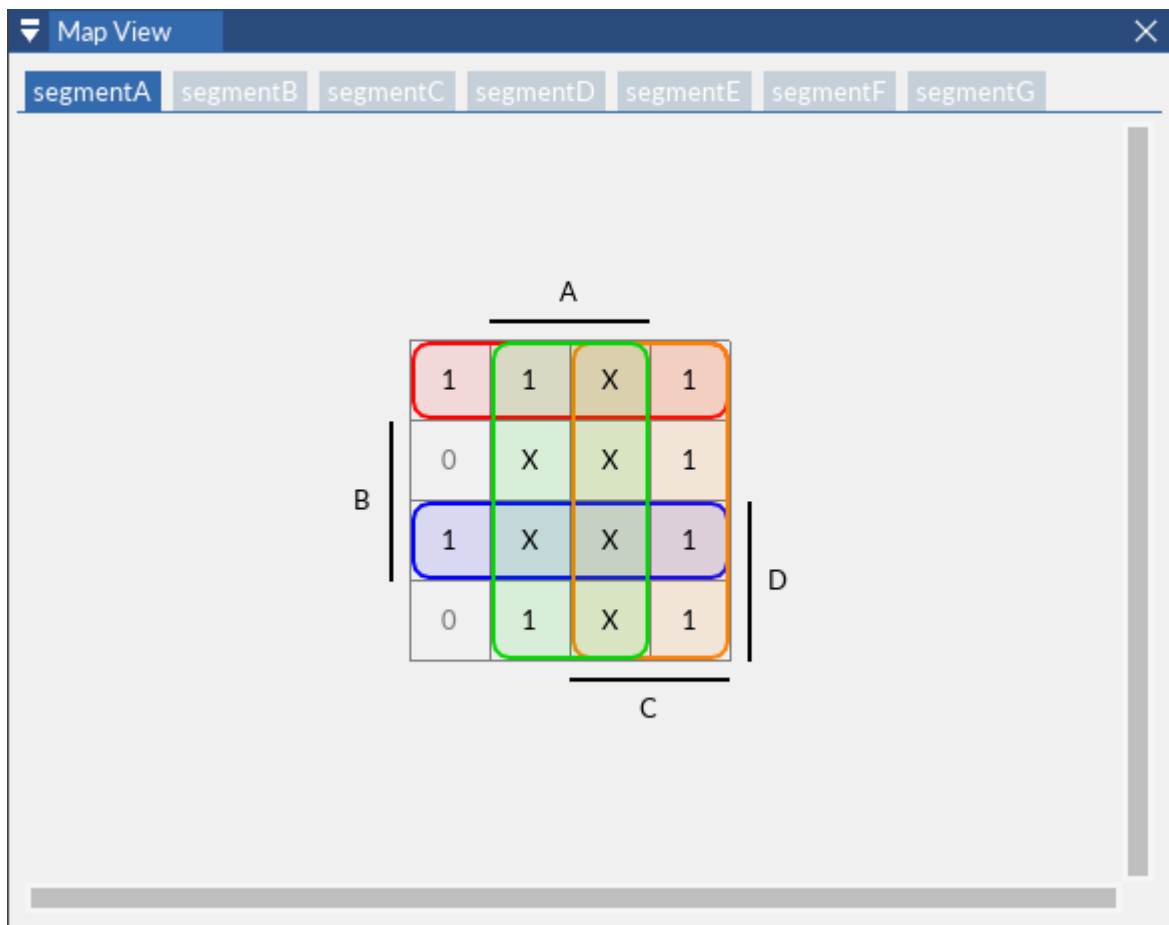 Map View
segmentA segmentB segmentC segmentD segmentE segmentF segmentG
A
1 1 X 1
0 X X 1
B
1 X X 1
D
0 1 X 1
C